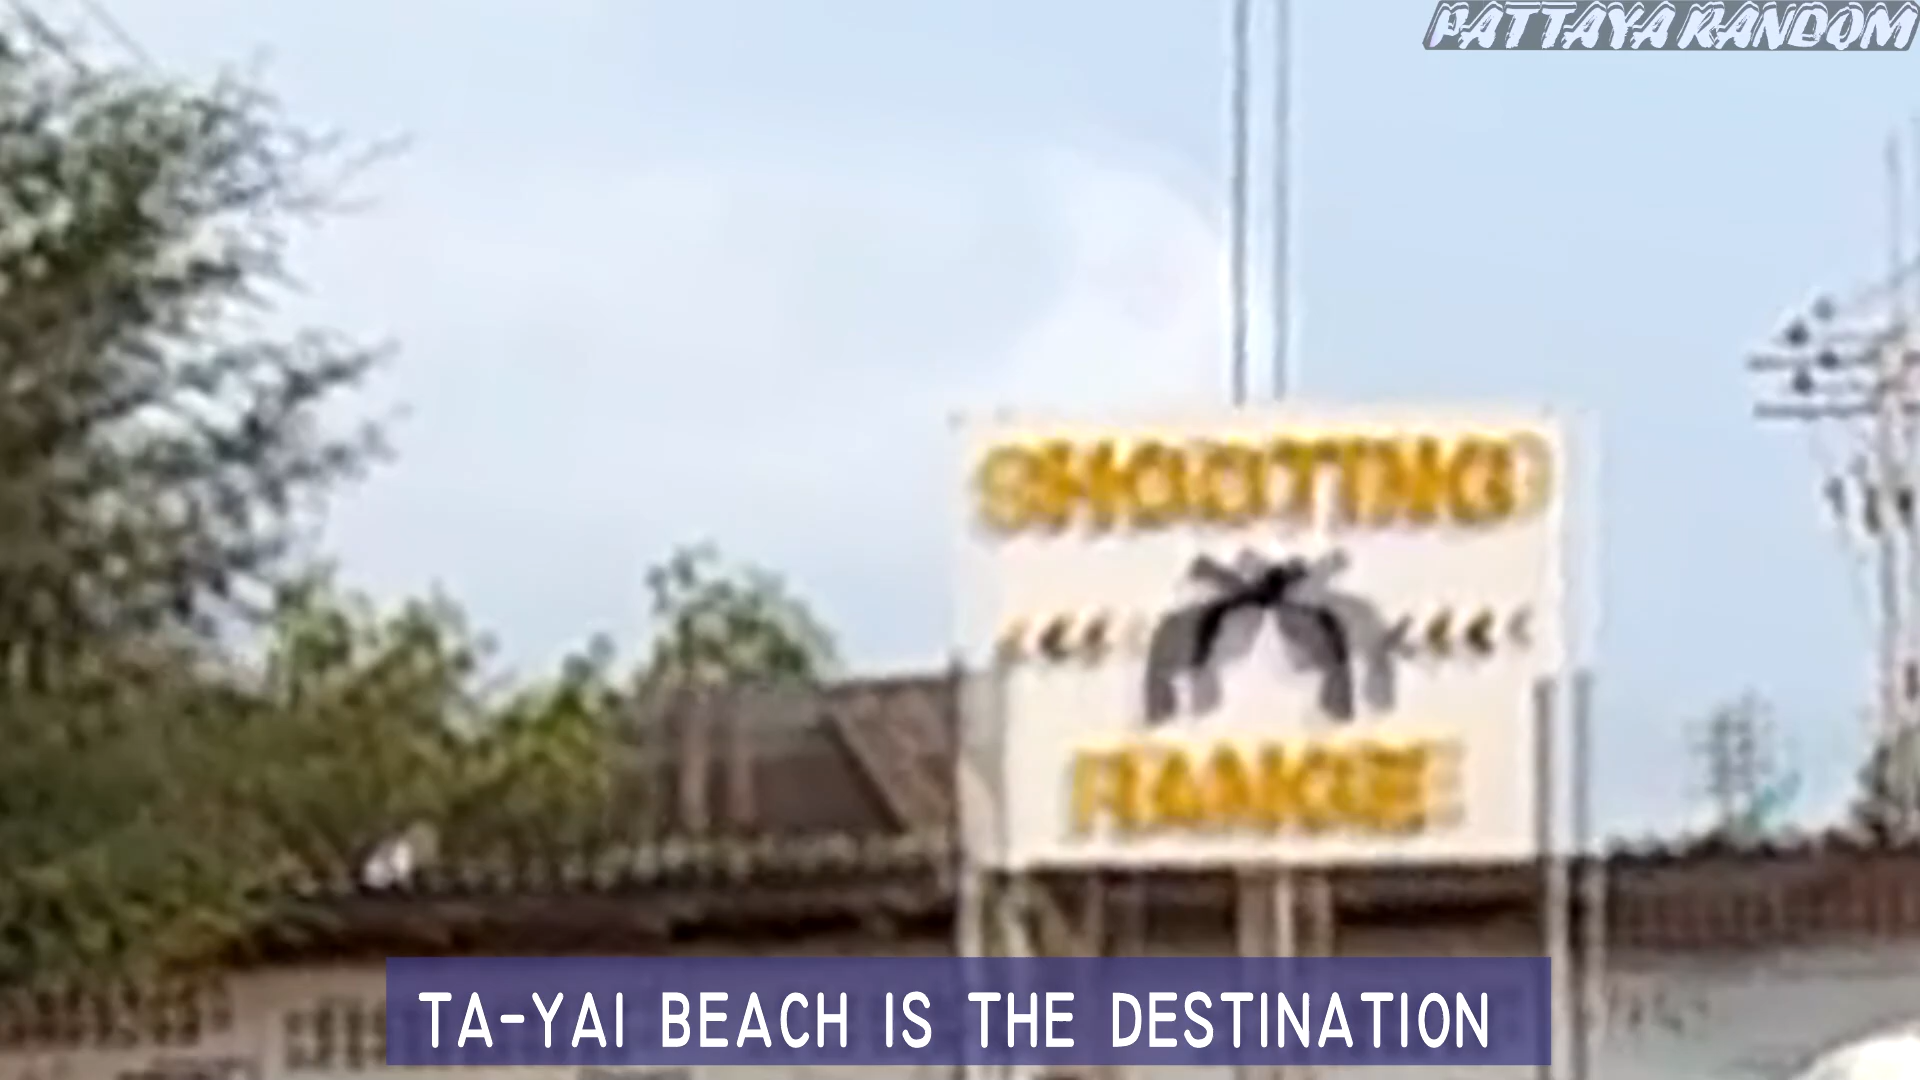 PATTAYA RANDOM
SHOOTING
RANGE
TA-YAI BEACH IS THE DESTINATION